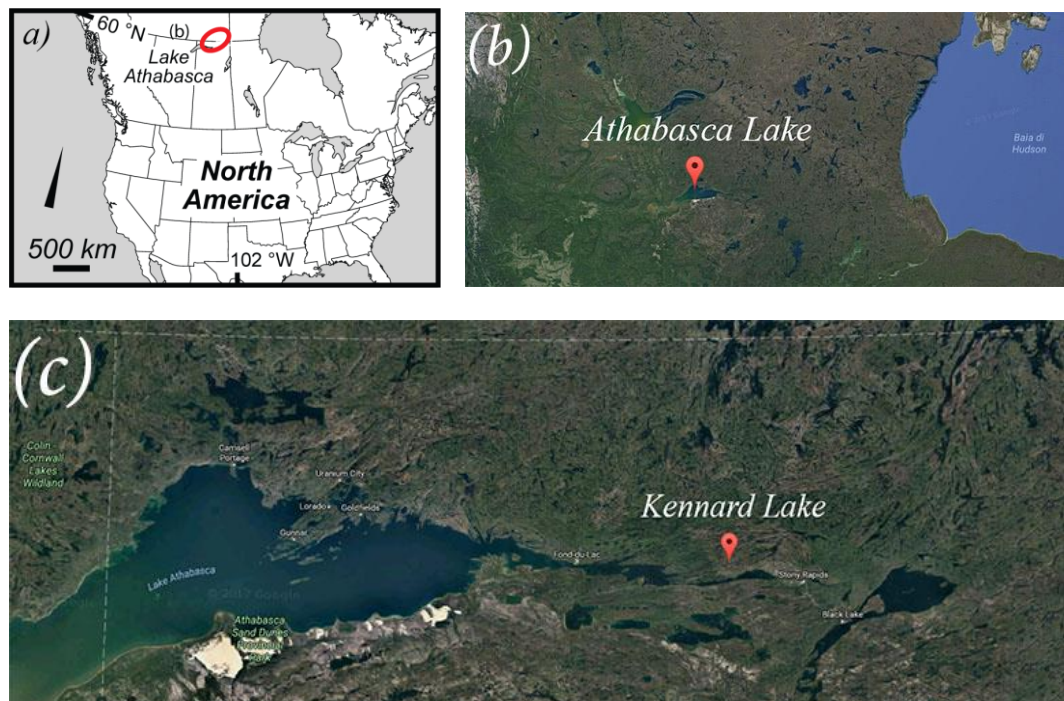 a)
60 °N
(b)
Lake
Athabasca
North
America
500 km
102 °W
(b)
Athabasca Lake
Baia di
Hudson
(c)
Colin -
Cornwall
Lakes
Wildland
Camsell
Portage
Uranium City
Lorado
Goldfields
Gunnar
Lake Athabasca
© 2017 Google
Athabasca
Sand Dunes
Provincial
Park
Kennard Lake
Fond-du-Lac
Stony Rapids
Black Lake